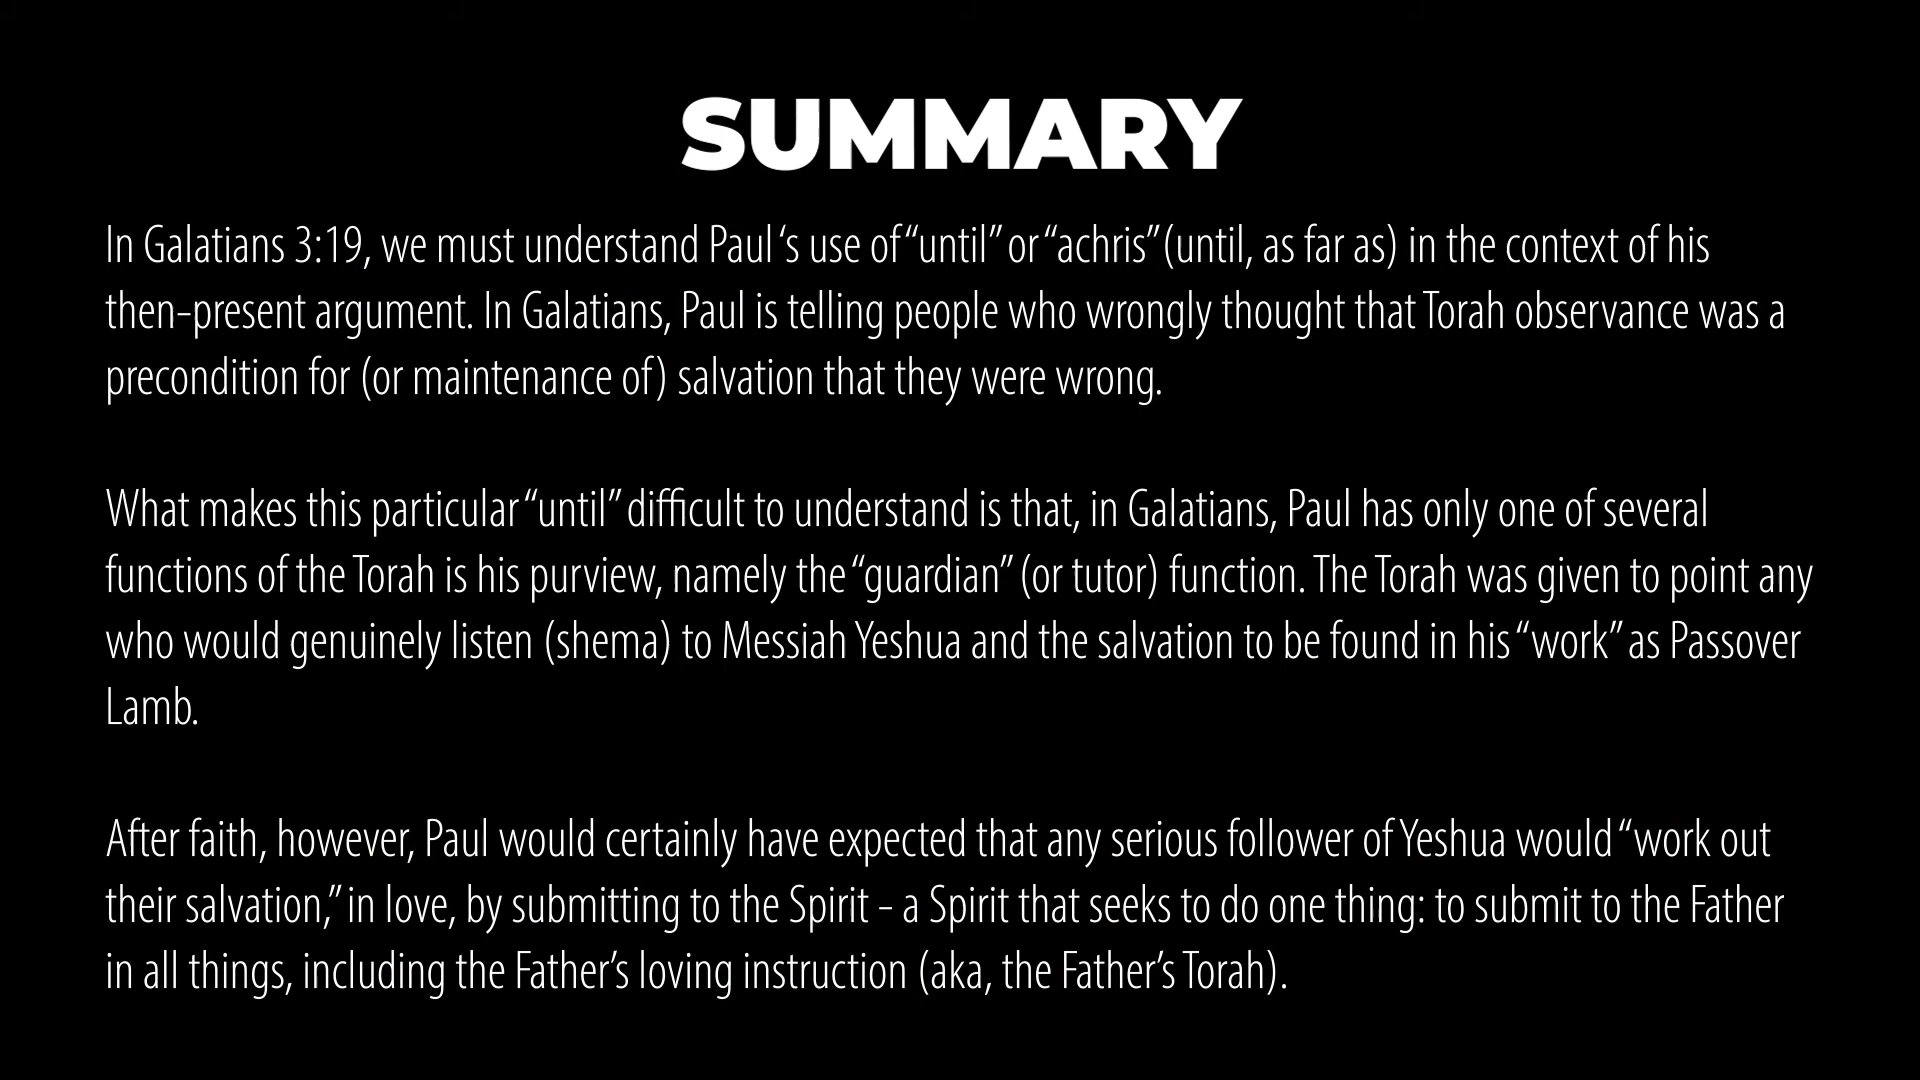 SUMMARY
In Galatians 3:19, we must understand Paul ‘s use of “until” or “achris” (until, as far as) in the context of his
then-present argument. In Galatians, Paul is telling people who wrongly thought that Torah observance was a
precondition for (or maintenance of) salvation that they were wrong.
What makes this particular “until” difficult to understand is that, in Galatians, Paul has only one of several
functions of the Torah is his purview, namely the “guardian” (or tutor) function. The Torah was given to point any
who would genuinely listen (shema) to Messiah Yeshua and the salvation to be found in his “work” as Passover
Lamb.
After faith, however, Paul would certainly have expected that any serious follower of Yeshua would “work out
their salvation,” in love, by submitting to the Spirit – a Spirit that seeks to do one thing: to submit to the Father
in all things, including the Father’s loving instruction (aka, the Father’s Torah).